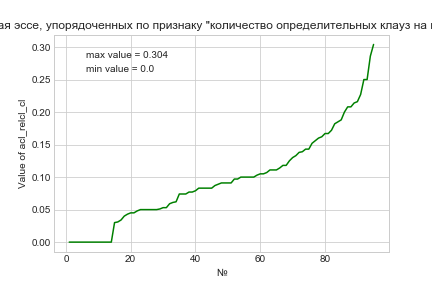 эссе, упорядоченных по признаку "количество определительных клауз на
max value = 0.304
min value = 0.0
0.30
0.25
0.20
0.15
0.10
0.05
0.00
Value of acl_relcl_cl
0 20 40 60 80
№